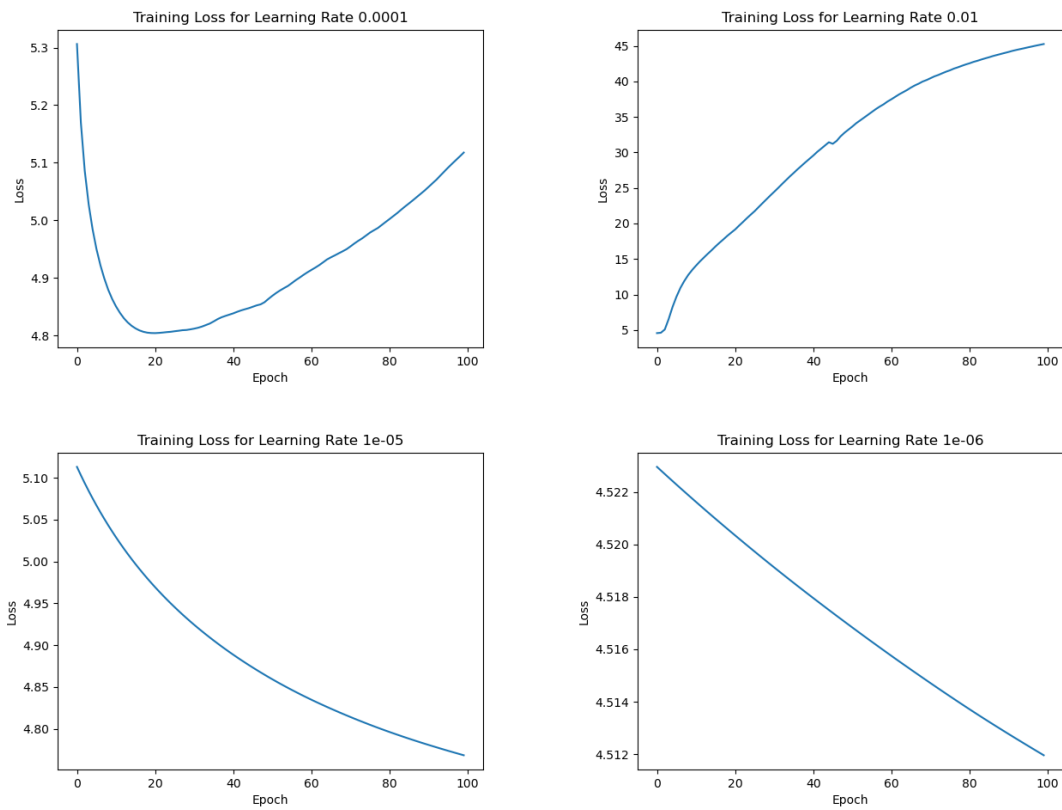 Training Loss for Learning Rate 0.0001
5.3
5.2
5.1
5.0
4.9
4.8
Loss
0 20 40 60 80 100
Epoch
Training Loss for Learning Rate 0.01
45
40
35
30
25
20
15
10
5
Loss
0 20 40 60 80 100
Epoch
Training Loss for Learning Rate 1e-05
5.10
5.05
5.00
4.95
4.90
4.85
4.80
Loss
0 20 40 60 80 100
Epoch
Training Loss for Learning Rate 1e-06
4.522
4.520
4.518
4.516
4.514
4.512
Loss
0 20 40 60 80 100
Epoch